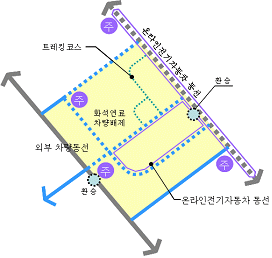 주
온라인전기자동차 동선
트레킹코스
환 승
주
화석연료
차량배제
외부 차량동선
주
주
환 승
온라인전기자동차 동선